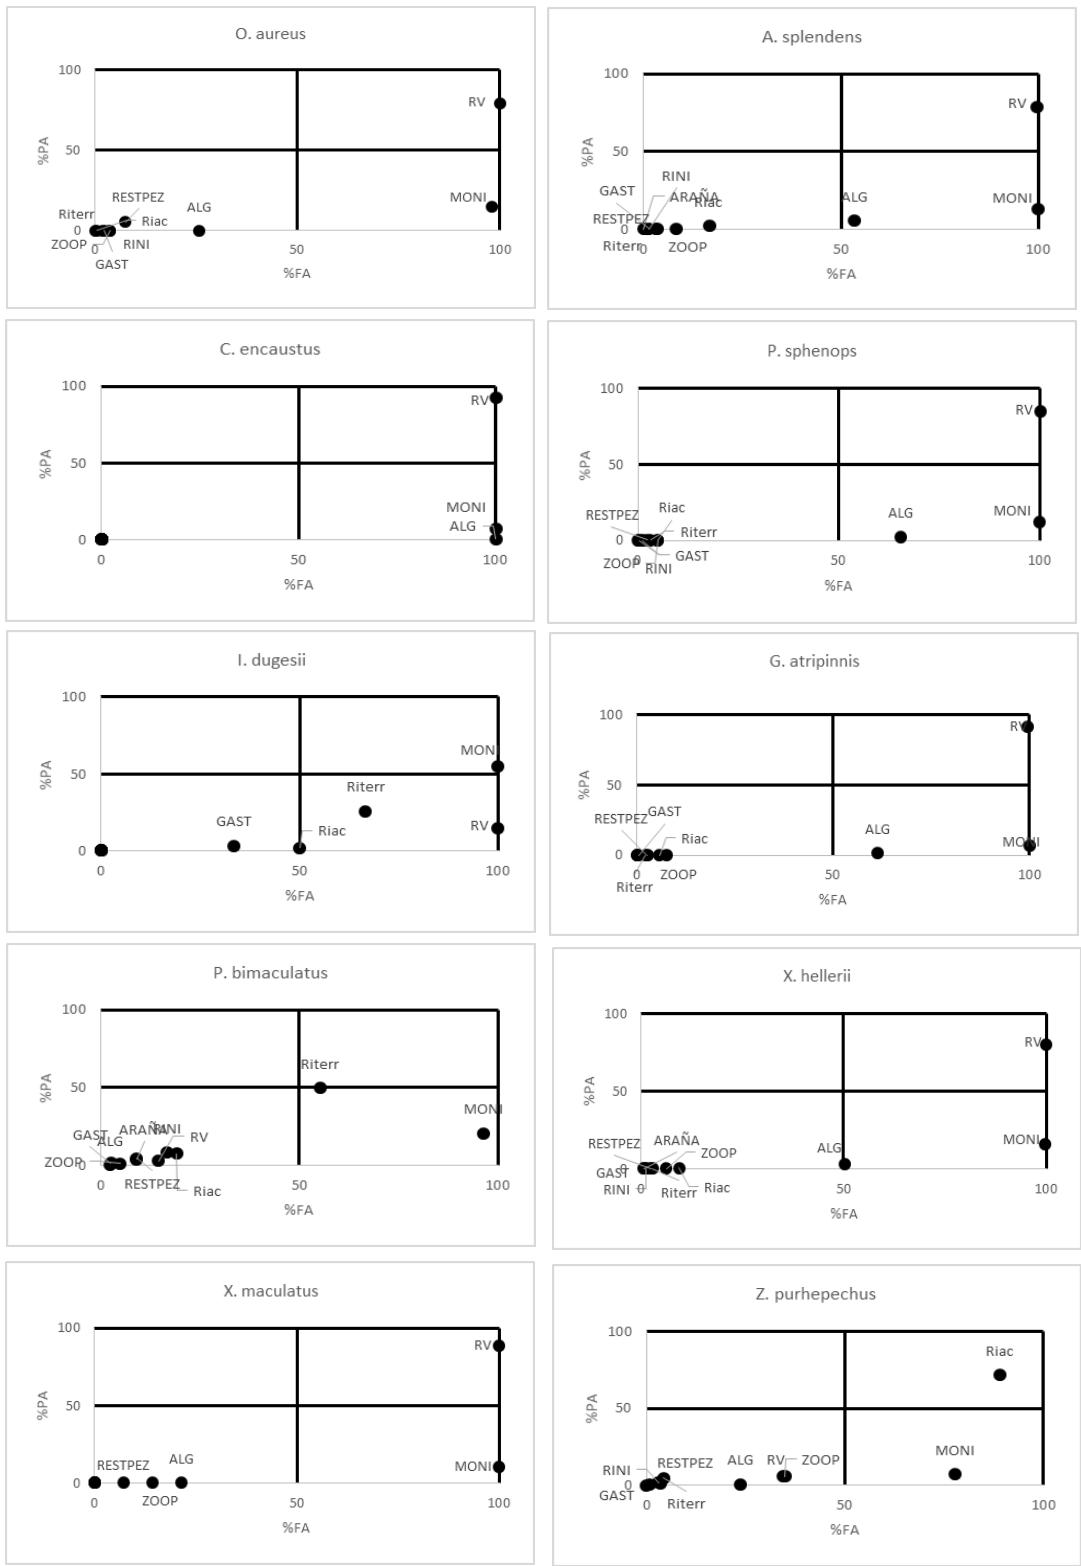 O. aureus
100
RV
%PA
50
RESTPEZ
MONI
Riterr
ALG
Riac
0
ZOOP
0
RINI
50
100
GAST
%FA
A. splendens
100
RV
%PA
50
RINI
GAST
ARAÑA
ALG
MONI
Riac
RESTPEZ
0
Riterr
0
ZOOP
50
100
%FA
C. encaustus
100
RV
%PA
50
MONI
ALG
0
0
50
100
%FA
P. sphenops
100
RV
%PA
50
RESTPEZ
Riac
ALG
MONI
Riterr
0
GAST
ZOOP
0
RINI
50
100
%FA
I. dugesii
100
MONI
%PA
50
Riterr
GAST
Riac
RV
0
0
50
100
%FA
G. atripinnis
100
RV
%PA
50
GAST
RESTPEZ
ALG
Riac
MONI
0
0
ZOOP
50
100
Riterr
%FA
P. bimaculatus
100
%PA
50
Riterr
MONI
GAST
ARAÑA
RINI
RV
ALG
ZOOP
0
0
RESTPEZ
Riac
50
100
%FA
X. hellerii
100
RV
%PA
50
RESTPEZ
ARAÑA
ZOOP
ALG
MONI
0
GAST
0
RINI
Riterr
Riac
50
100
%FA
X. maculatus
100
RV
%PA
50
RESTPEZ
ALG
MONI
0
0
ZOOP
50
100
%FA
Z. purhepechus
100
Riac
%PA
50
RINI
RESTPEZ
ALG
RV
ZOOP
MONI
0
GAST
0
Riterr
50
100
%FA